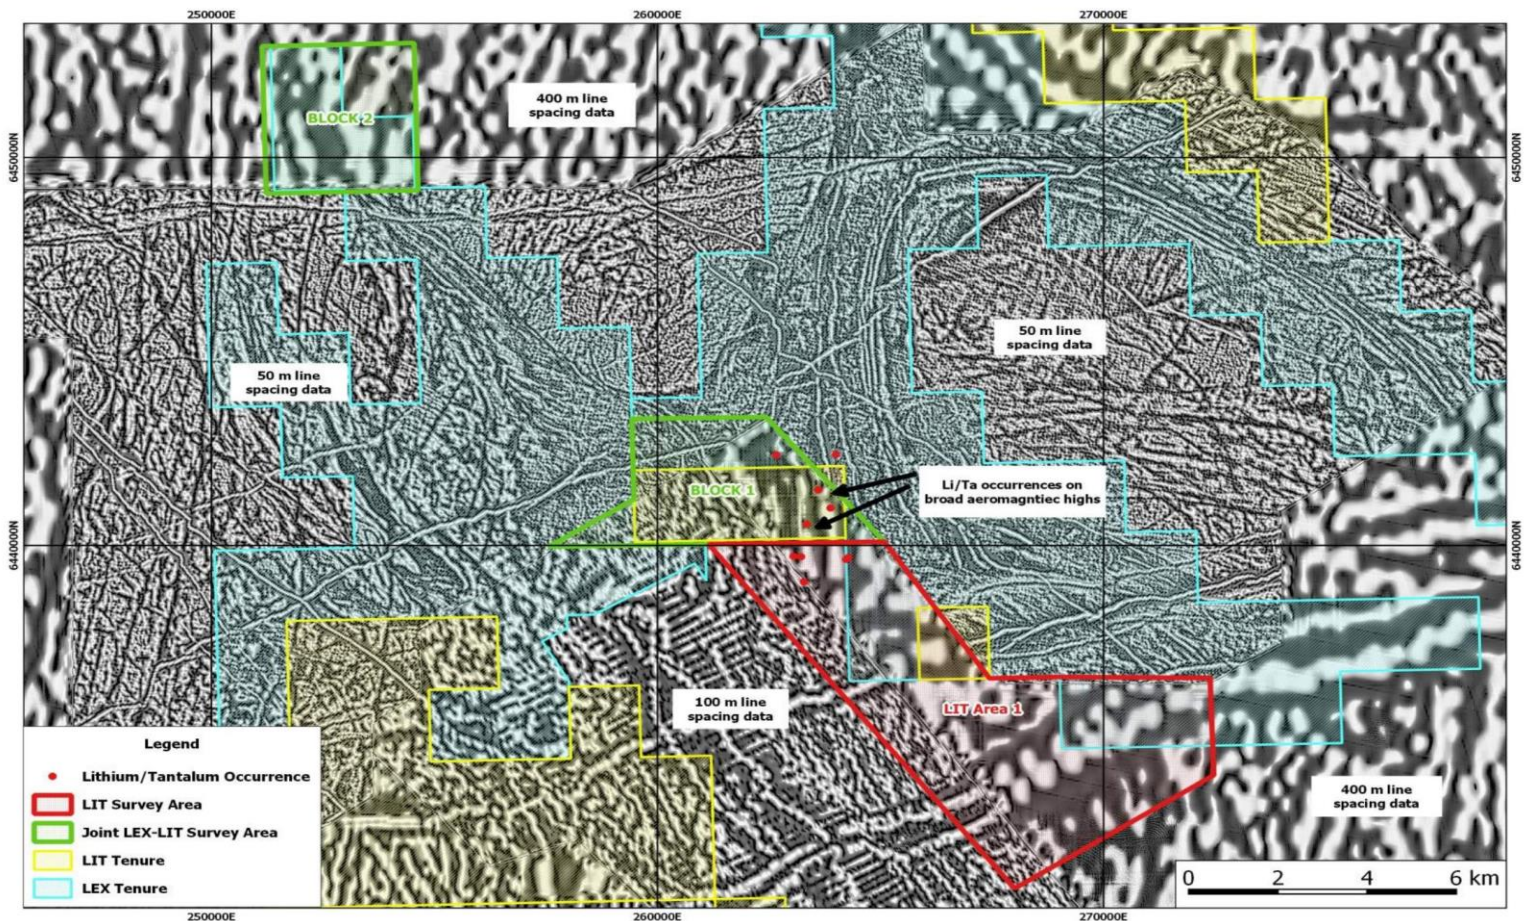 250000E
260000E
270000E
6450000N
6450000N
400 m line
spacing data
BLOCK 2
50 m line
spacing data
50 m line
spacing data
BLOCK 1
Li/Ta occurrences on
broad aeromagntiec highs
6440000N
6440000N
100 m line
spacing data
LIT Area 1
400 m line
spacing data
Legend
Lithium/Tantalum Occurrence
LIT Survey Area
Joint LEX-LIT Survey Area
LIT Tenure
LEX Tenure
0 2 4 6 km
250000E
260000E
270000E